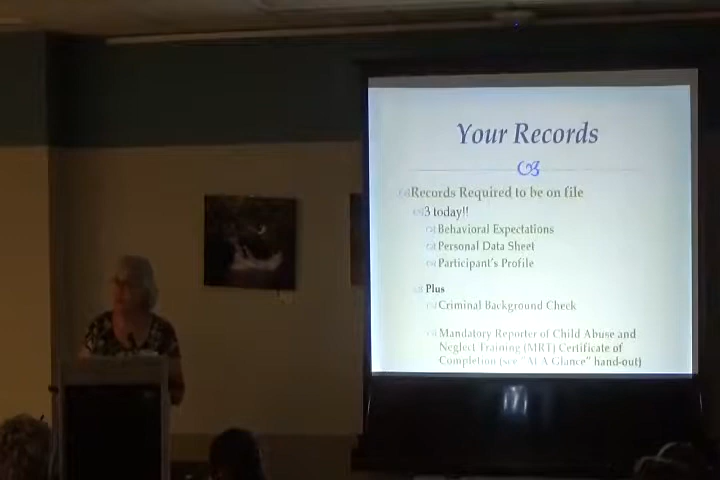 Your Records
Records Required to be on file
3 today!!
Behavioral Expectations
Personal Data Sheet
Participant's Profile
Plus
Criminal Background Check
Mandatory Reporter of Child Abuse and
Neglect Training (MRT) Certificate of
Completion (see "At A Glance" hand-out)